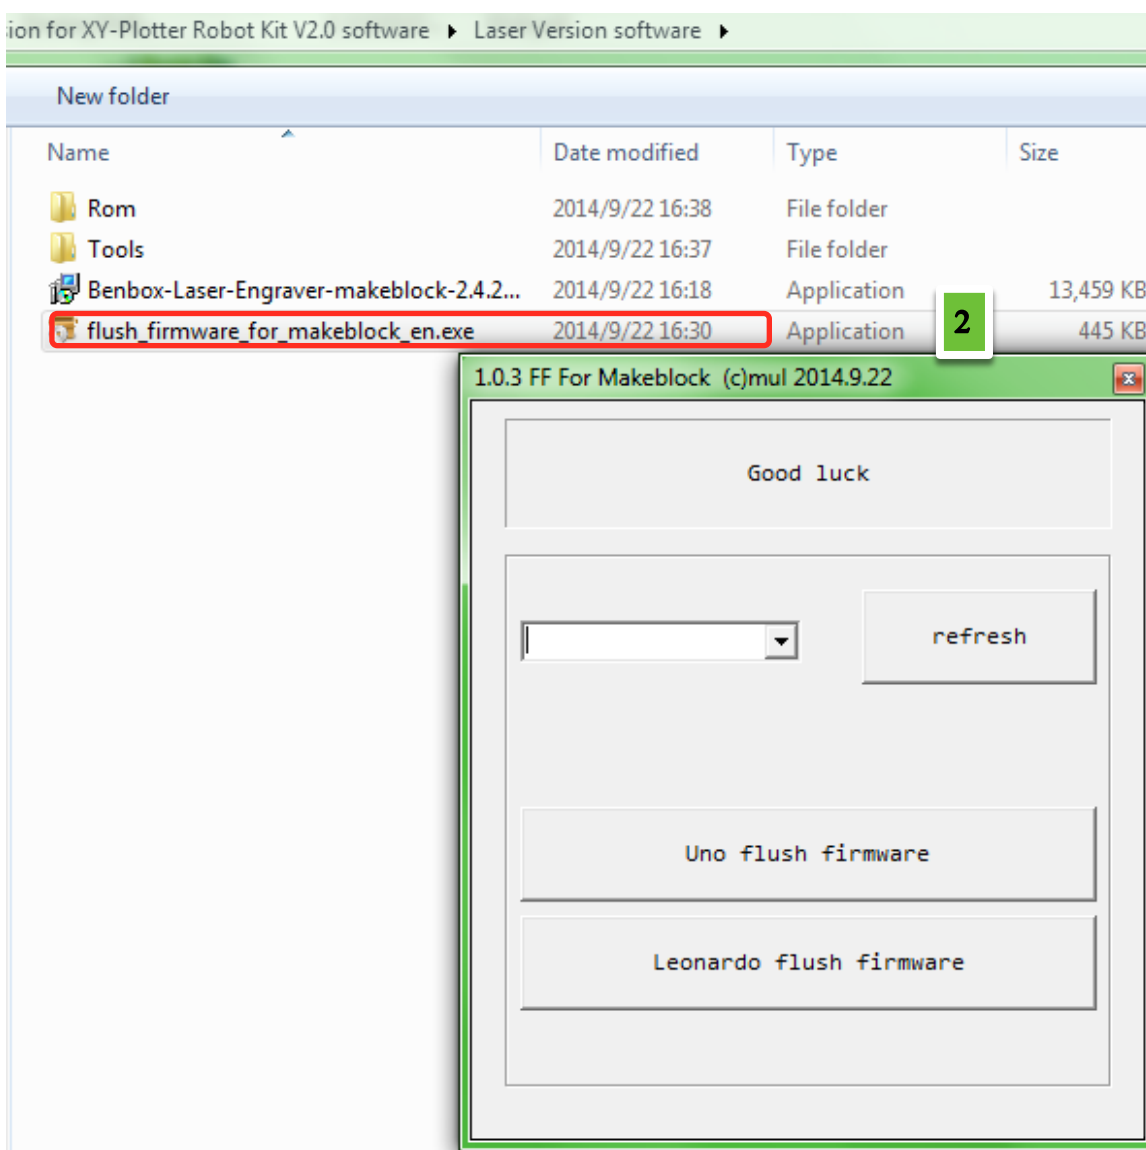 ion for XY-Plotter Robot Kit V2.0 software ▸ Laser Version software ▸
New folder
Name Date modified Type Size
Rom 2014/9/22 16:38 File folder
Tools 2014/9/22 16:37 File folder
Benbox-Laser-Engraver-makeblock-2.4.2... 2014/9/22 16:18 Application 13,459 KB
flush_firmware_for_makeblock_en.exe 2014/9/22 16:30 Application 445 KB
2
1.0.3 FF For Makeblock (c)mul 2014.9.22
Good luck
refresh
Uno flush firmware
Leonardo flush firmware